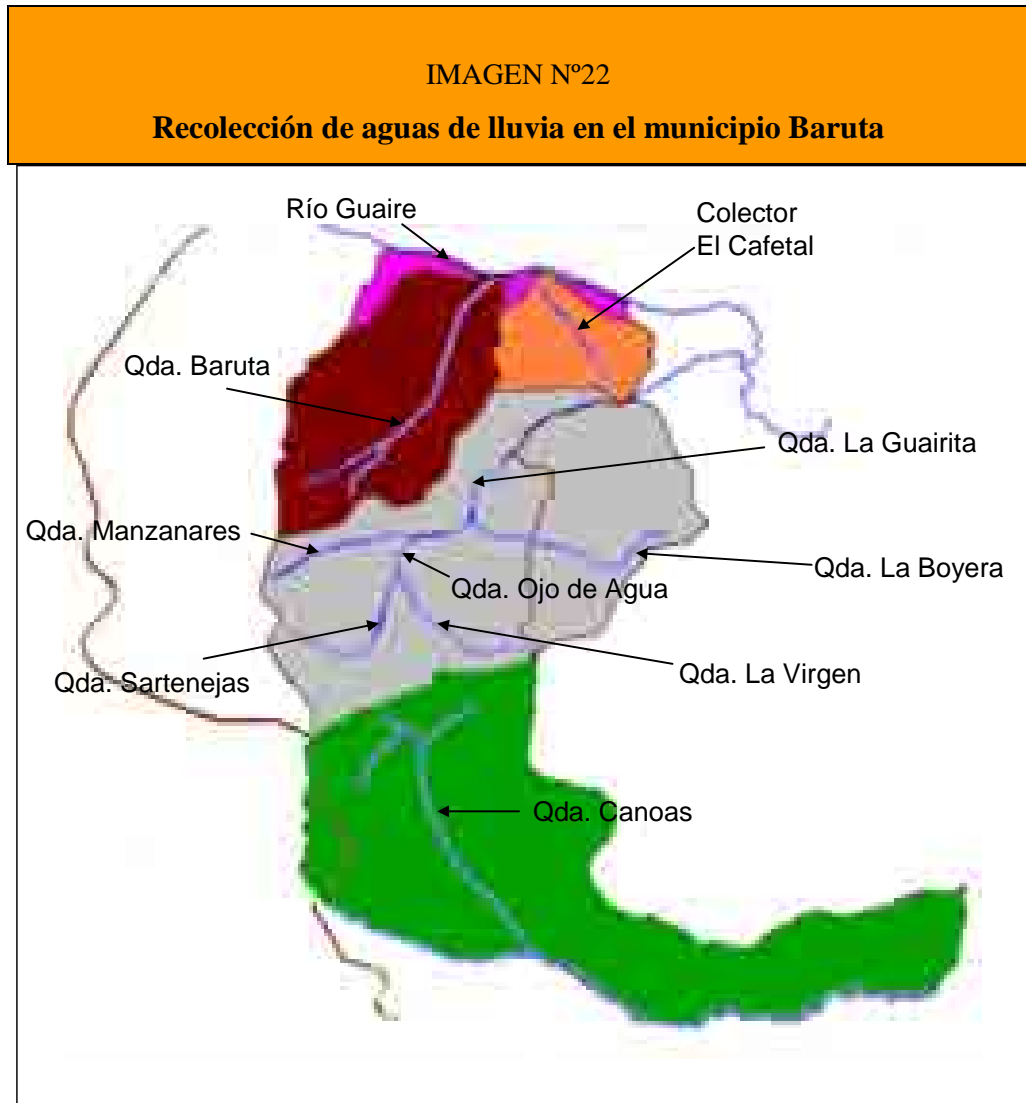 IMAGEN Nº22
Recolección de aguas de lluvia en el municipio Baruta
Río Guaire
Colector
El Cafetal
Qda. Baruta
Qda. La Guairita
Qda. Manzanares
Qda. Ojo de Agua
Qda. La Boyera
Qda. Sartenejas
Qda. La Virgen
Qda. Canoas